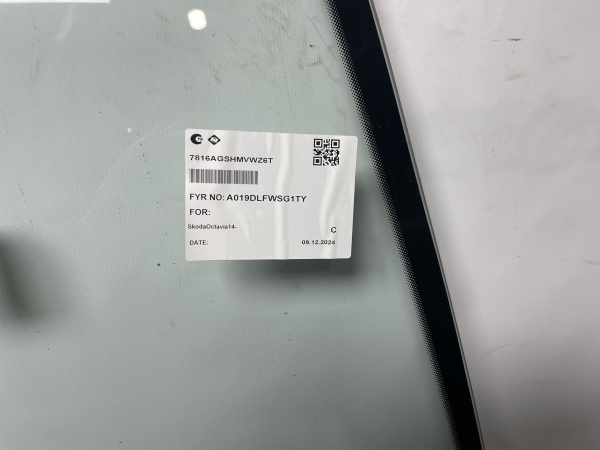 7816AGSHMVWZ6T
FYR NO: A019DLFWSG1TY
FOR:
SkodaOctavia14-
C
DATE: 09.12.2024